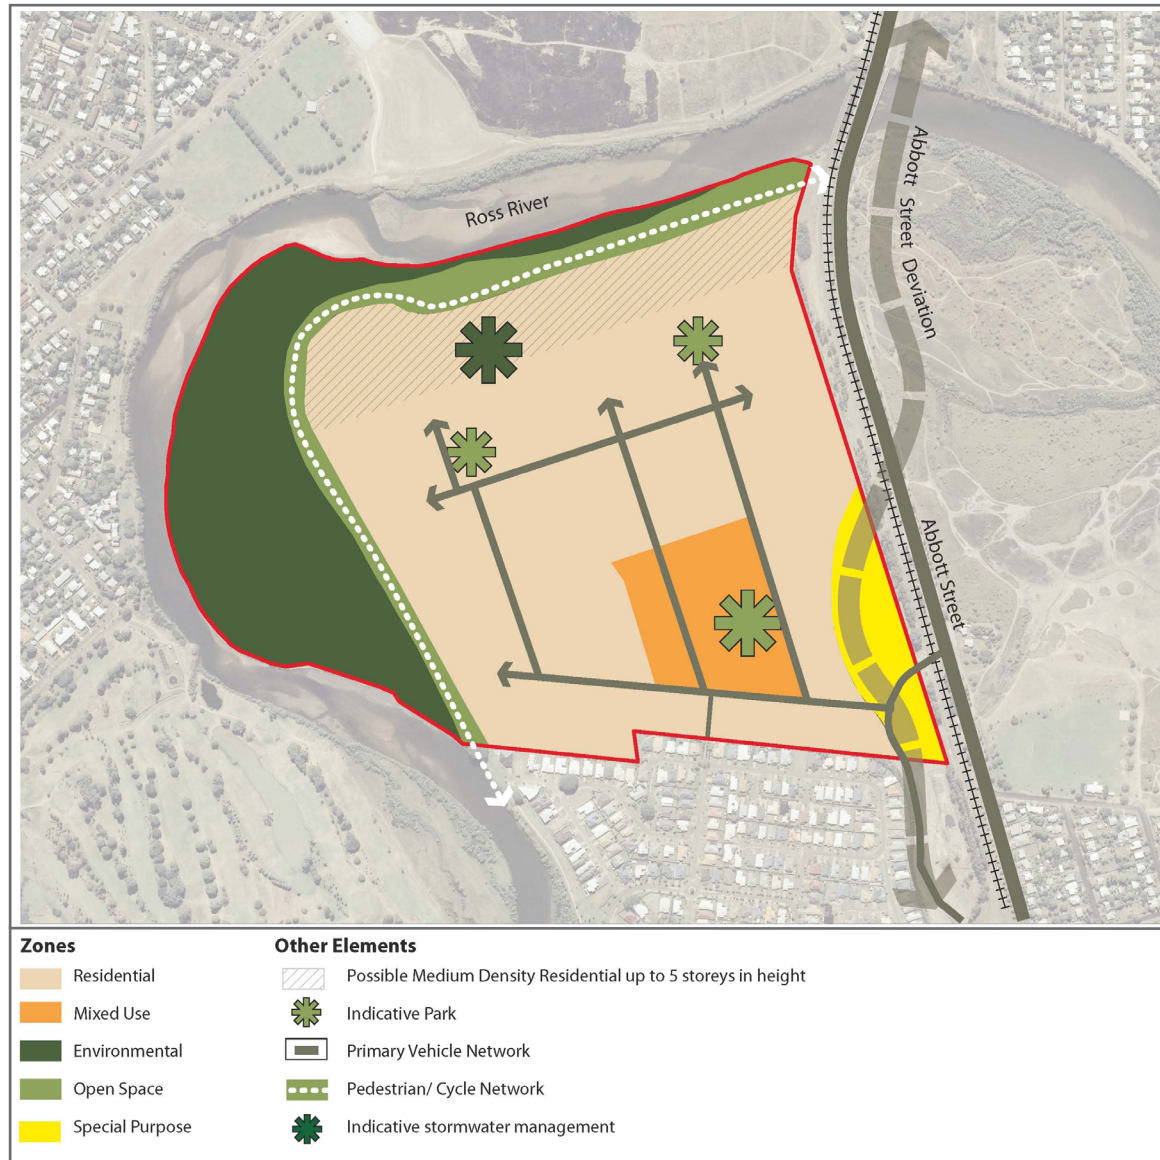 Ross River
Abbott Street Deviation
Abbott Street
Zones
Residential
Mixed Use
Environmental
Open Space
Special Purpose
Other Elements
Possible Medium Density Residential up to 5 storeys in height
Indicative Park
Primary Vehicle Network
Pedestrian/ Cycle Network
Indicative stormwater management